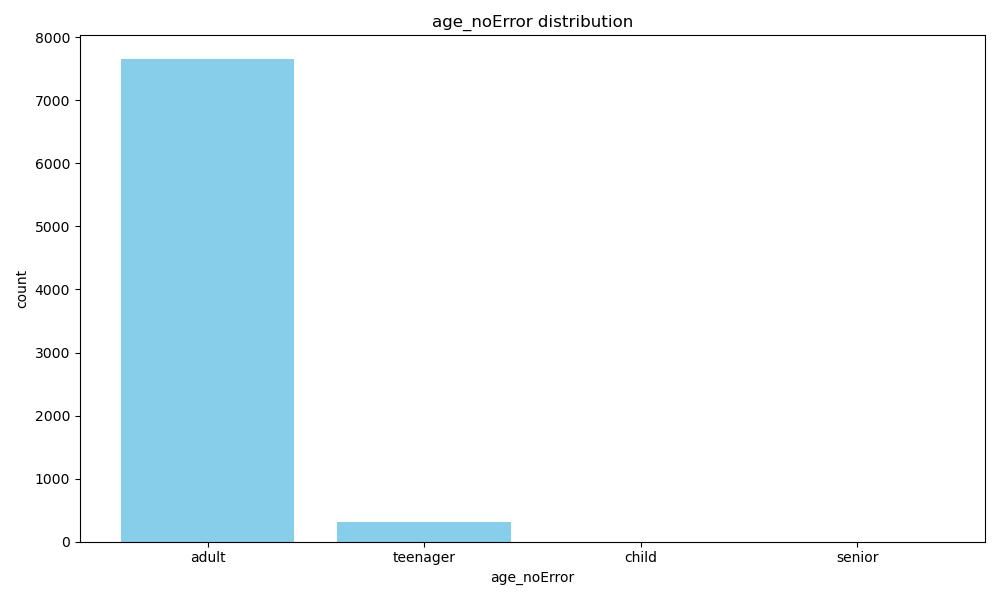 age_noError distribution
8000
7000
6000
5000
4000
3000
2000
1000
0
count
adult teenager child senior
age_noError